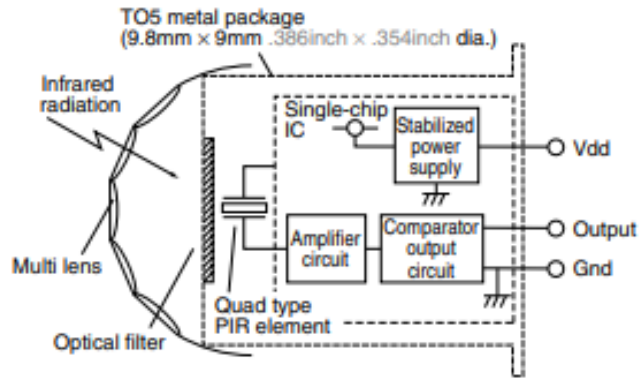 TO5 metal package
(9.8mm × 9mm .386inch × .354inch dia.)
Infrared
radiation
Single-chip
IC
Stabilized
power
supply
Vdd
Amplifier
circuit
Comparator
output
circuit
Output
Gnd
Multi lens
Quad type
PIR element
Optical filter